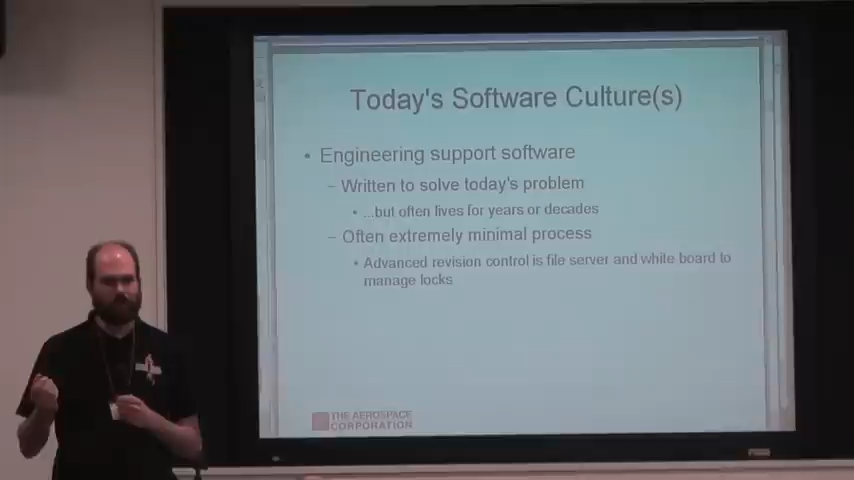 Today's Software Culture(s)
• Engineering support software
– Written to solve today's problem
• ...but often lives for years or decades
– Often extremely minimal process
• Advanced revision control is file server and white board to
manage locks
THE AEROSPACE
CORPORATION